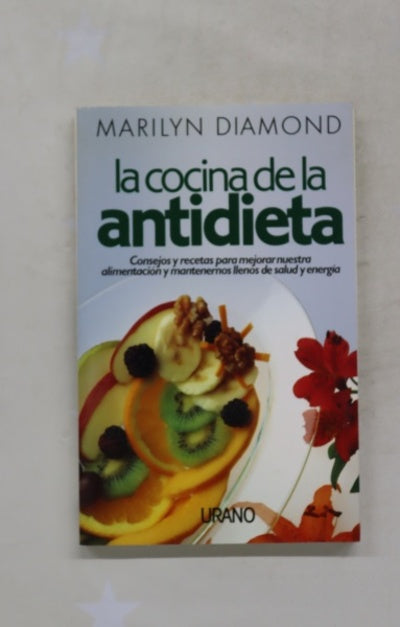 MARILYN DIAMOND
la cocina de la
antidieta
Consejos y recetas para mejorar nuestra
alimentación y mantenernos llenos de salud y energía
URANO